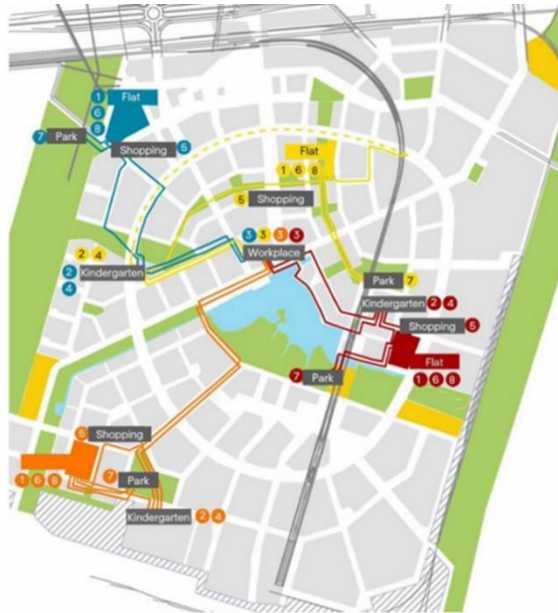 1 Flat
6
8
7 Park
Shopping 5
Flat
1 6 8
5 Shopping
3 3 3 3
Workplace
2 4
2 Kindergarten
4
Park 7
Kindergarten 2 4
Shopping 5
Flat
1 6 8
7 Park
5 Shopping
7 Park
1 6 8
Kindergarten 2 4